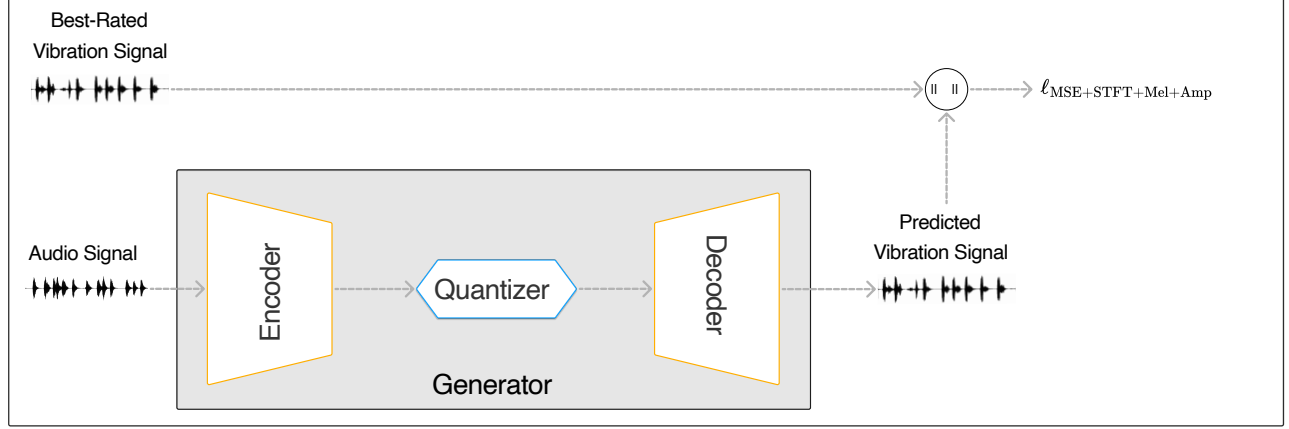 Best-Rated
Vibration Signal
|| ||
ℓMSE+STFT+Mel+Amp
Audio Signal
Encoder
Quantizer
Decoder
Generator
Predicted
Vibration Signal